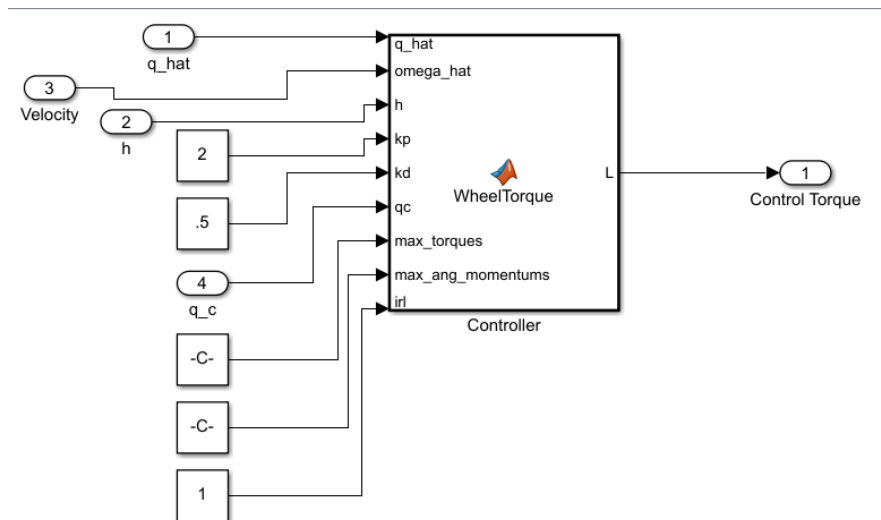 1
q_hat
3
Velocity
2
h
2
.5
4
q_c
-C-
-C-
1
q_hat
omega_hat
h
kp
kd
qc
max_torques
max_ang_momentums
irl
WheelTorque
L
Controller
1
Control Torque